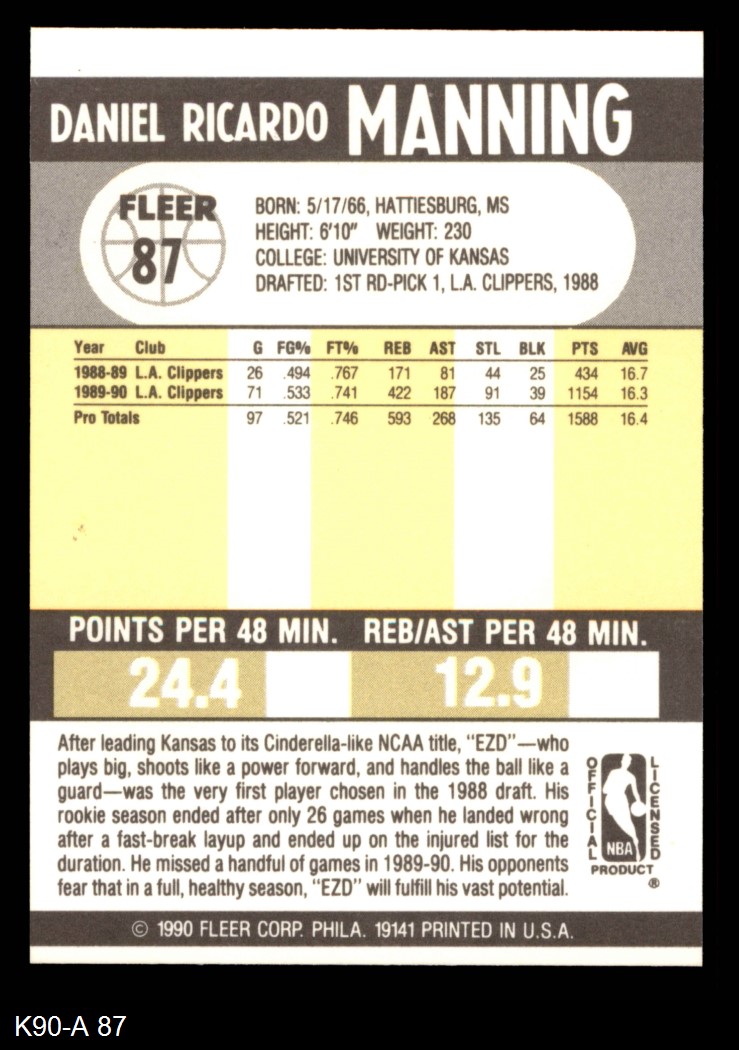 DANIEL RICARDO MANNING
FLEER
87
BORN: 5/17/66, HATTIESBURG, MS
HEIGHT: 6'10" WEIGHT: 230
COLLEGE: UNIVERSITY OF KANSAS
DRAFTED: 1ST RD-PICK 1, L.A. CLIPPERS, 1988
Year Club G FG% FT% REB AST STL BLK PTS AVG
1988-89 L.A. Clippers 26 .494 .767 171 81 44 25 434 16.7
1989-90 L.A. Clippers 71 .533 .741 422 187 91 39 1154 16.3
Pro Totals 97 .521 .746 593 268 135 64 1588 16.4
POINTS PER 48 MIN. REB/AST PER 48 MIN.
24.4 12.9
After leading Kansas to its Cinderella-like NCAA title, "EZD"—who
plays big, shoots like a power forward, and handles the ball like a
guard—was the very first player chosen in the 1988 draft. His
rookie season ended after only 26 games when he landed wrong
after a fast-break layup and ended up on the injured list for the
duration. He missed a handful of games in 1989-90. His opponents
fear that in a full, healthy season, "EZD" will fulfill his vast potential.
OFFICIAL
LICENSED
NBA
PRODUCT
®
© 1990 FLEER CORP. PHILA. 19141 PRINTED IN U.S.A.
K90-A 87